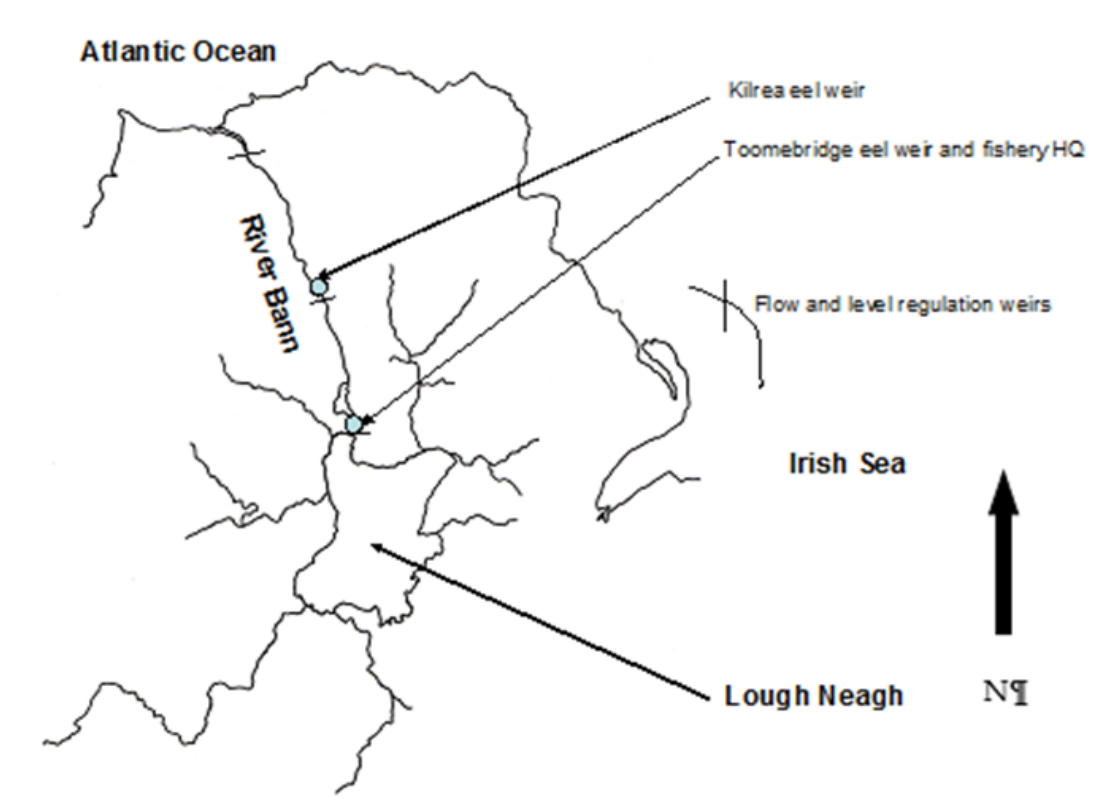 Atlantic Ocean
Kilrea eel weir
Toomebridge eel weir and fishery HQ
River Bann
Flow and level regulation weirs
Irish Sea
Lough Neagh
N¶